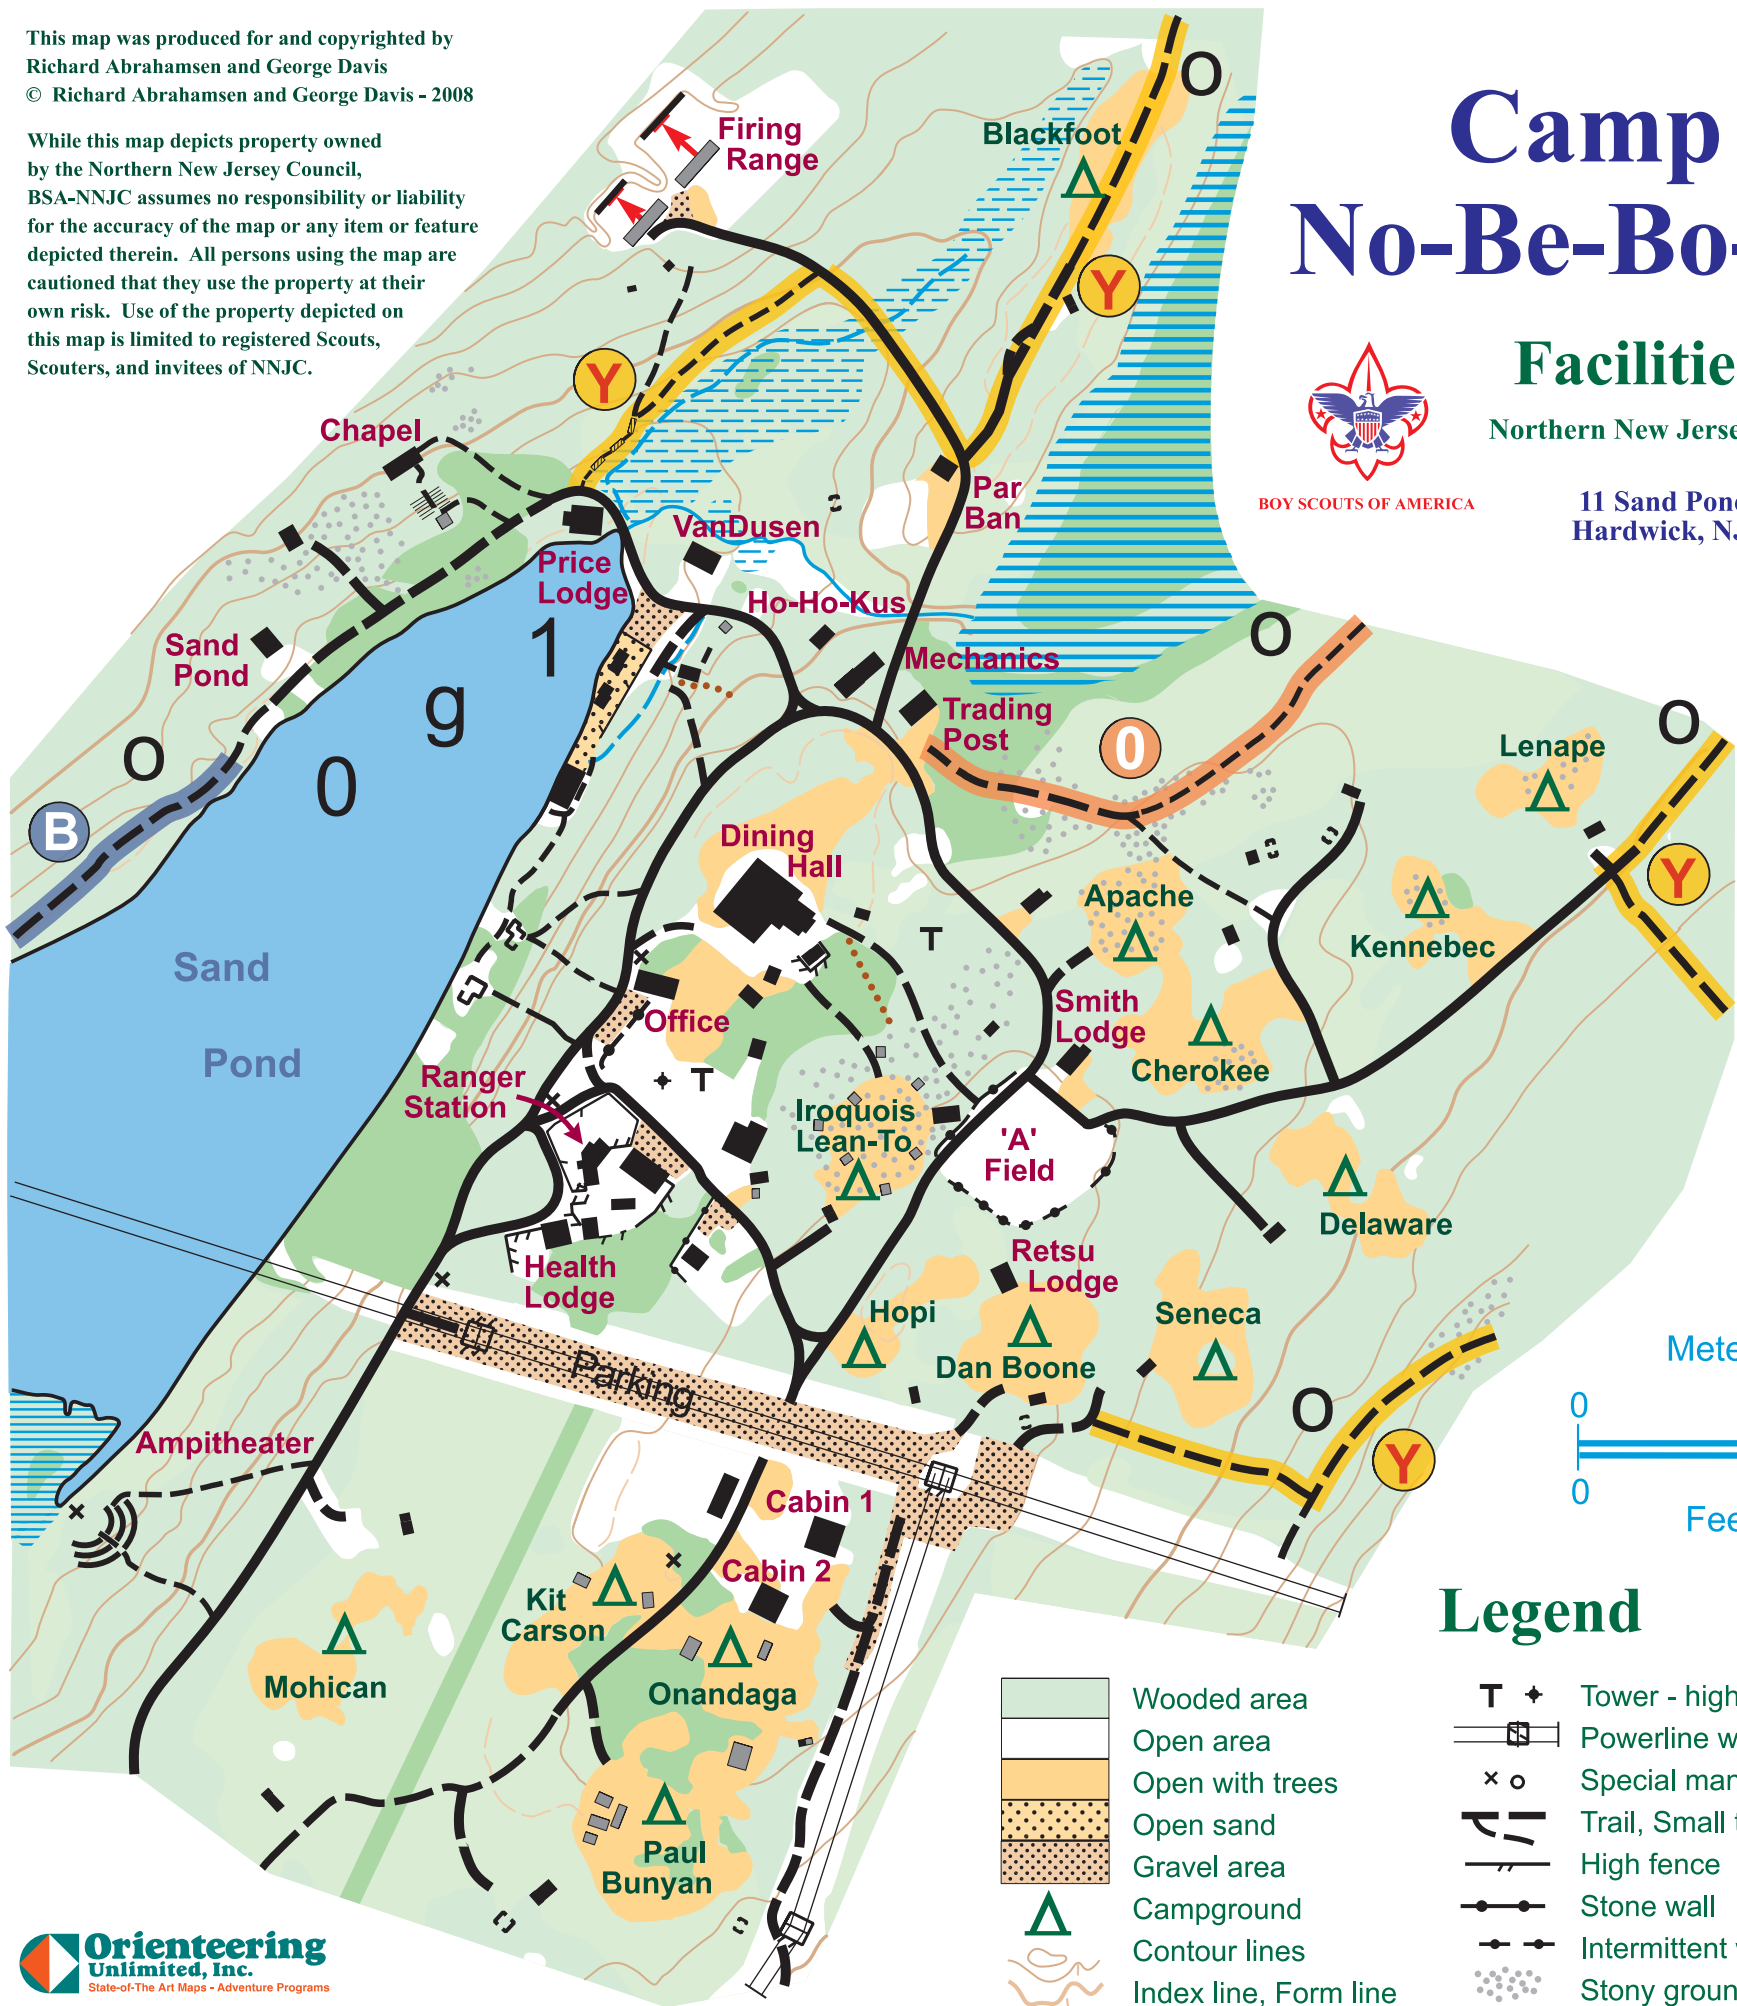 This map was produced for and copyrighted by
Richard Abrahamsen and George Davis
© Richard Abrahamsen and George Davis - 2008
While this map depicts property owned
by the Northern New Jersey Council,
BSA-NNJC assumes no responsibility or liability
for the accuracy of the map or any item or feature
depicted therein. All persons using the map are
cautioned that they use the property at their
own risk. Use of the property depicted on
this map is limited to registered Scouts,
Scouters, and invitees of NNJC.
Camp
No-Be-Bo-
Facilitie
Northern New Jerse
11 Sand Pond
Hardwick, NJ
BOY SCOUTS OF AMERICA
Firing
Range
Blackfoot
O
Y
Y
Chapel
Par
Ban
VanDusen
Price
Lodge
Ho-Ho-Kus
Sand
Pond
1
g
O
0
B
Mechanics
Trading
Post
O
0
O
Lenape
Y
Dining
Hall
Apache
Kennebec
T
Sand
Pond
Office
Smith
Lodge
Cherokee
Ranger
Station
T
Iroquois
Lean-To
'A'
Field
Delaware
Health
Lodge
Retsu
Lodge
Hopi
Dan Boone
Seneca
Parking
O
Y
Ampitheater
Cabin 1
Cabin 2
Kit
Carson
Mohican
Onandaga
Paul
Bunyan
Mete
0
0
Fee
Legend
Wooded area
Open area
Open with trees
Open sand
Gravel area
Campground
Contour lines
Index line, Form line
T
Tower - high
Powerline w
Special man
Trail, Small t
High fence
Stone wall
Intermittent
Stony groun
Orienteering
Unlimited, Inc.
State-of-The Art Maps - Adventure Programs